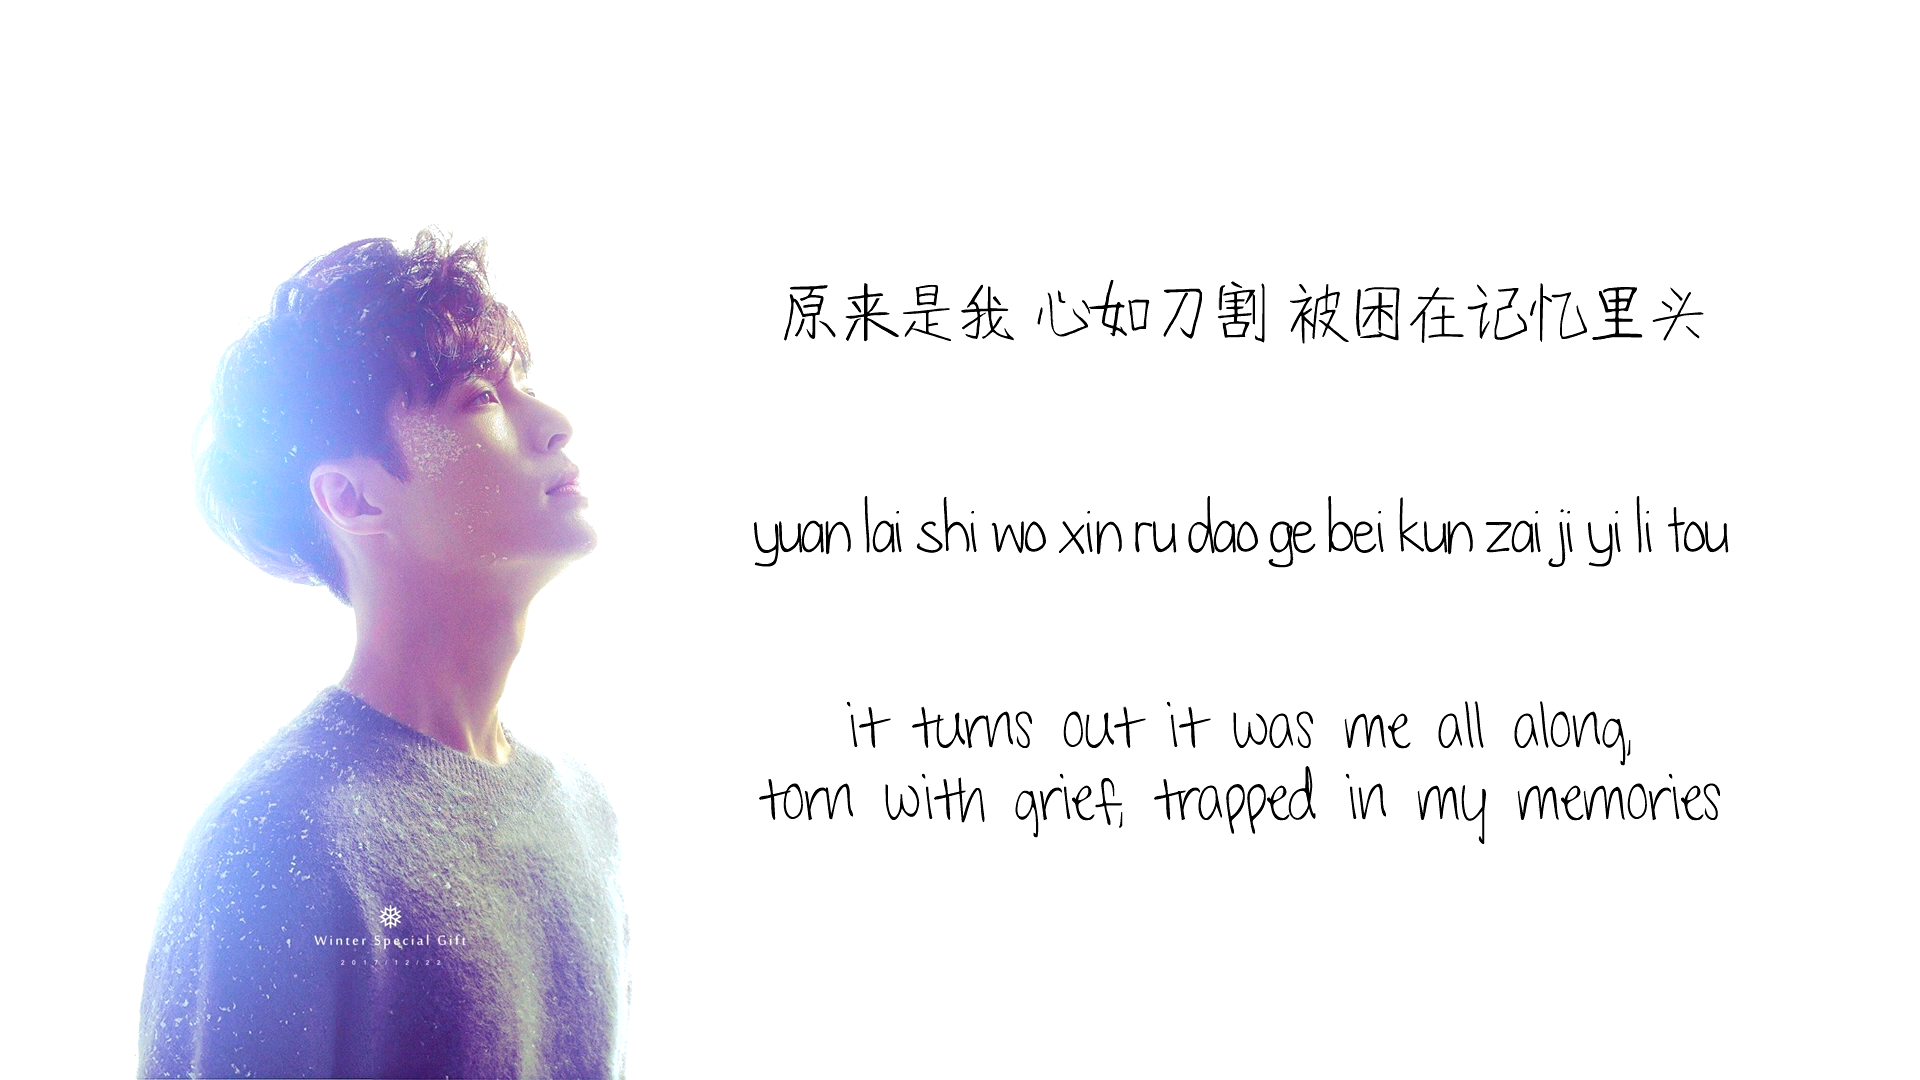 原来是我 心如刀割 被困在记忆里头
yuan lai shi wo xin ru dao ge bei kun zai ji yi li tou
it turns out it was me all along,
torn with grief, trapped in my memories
Winter Special Gift
2017/12/22